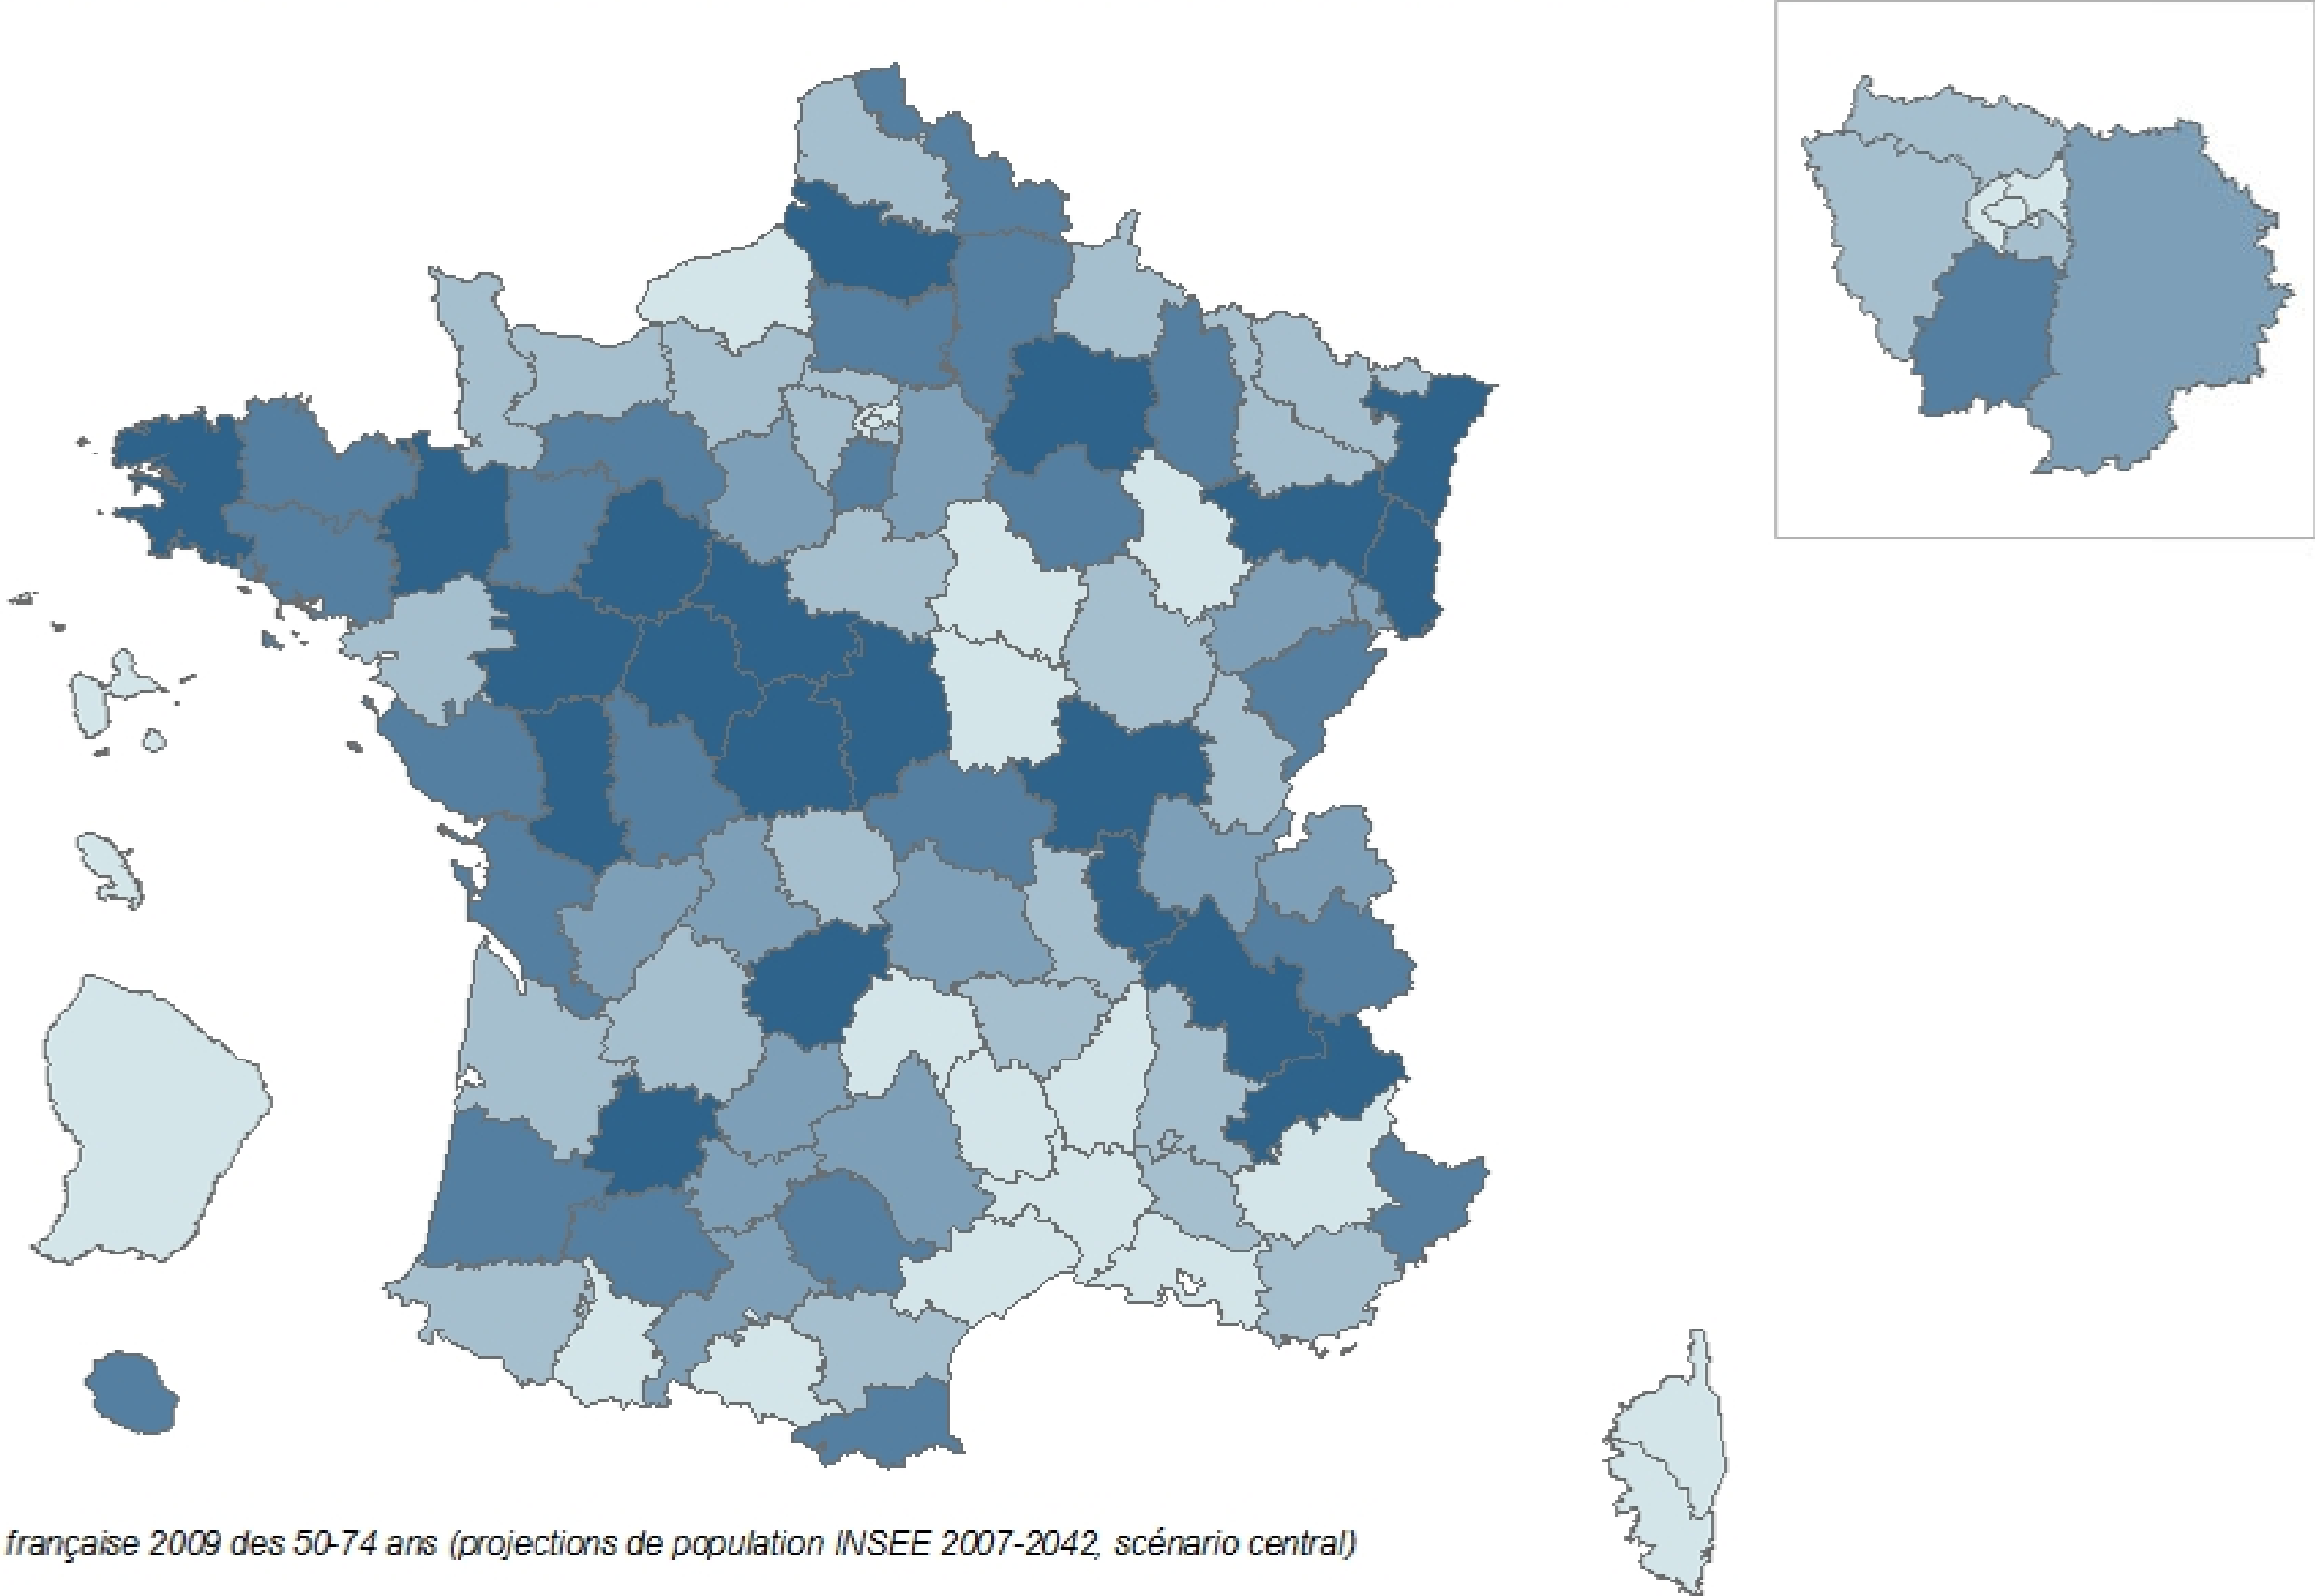 française 2009 des 50-74 ans (projections de population INSEE 2007-2042, scénario central)